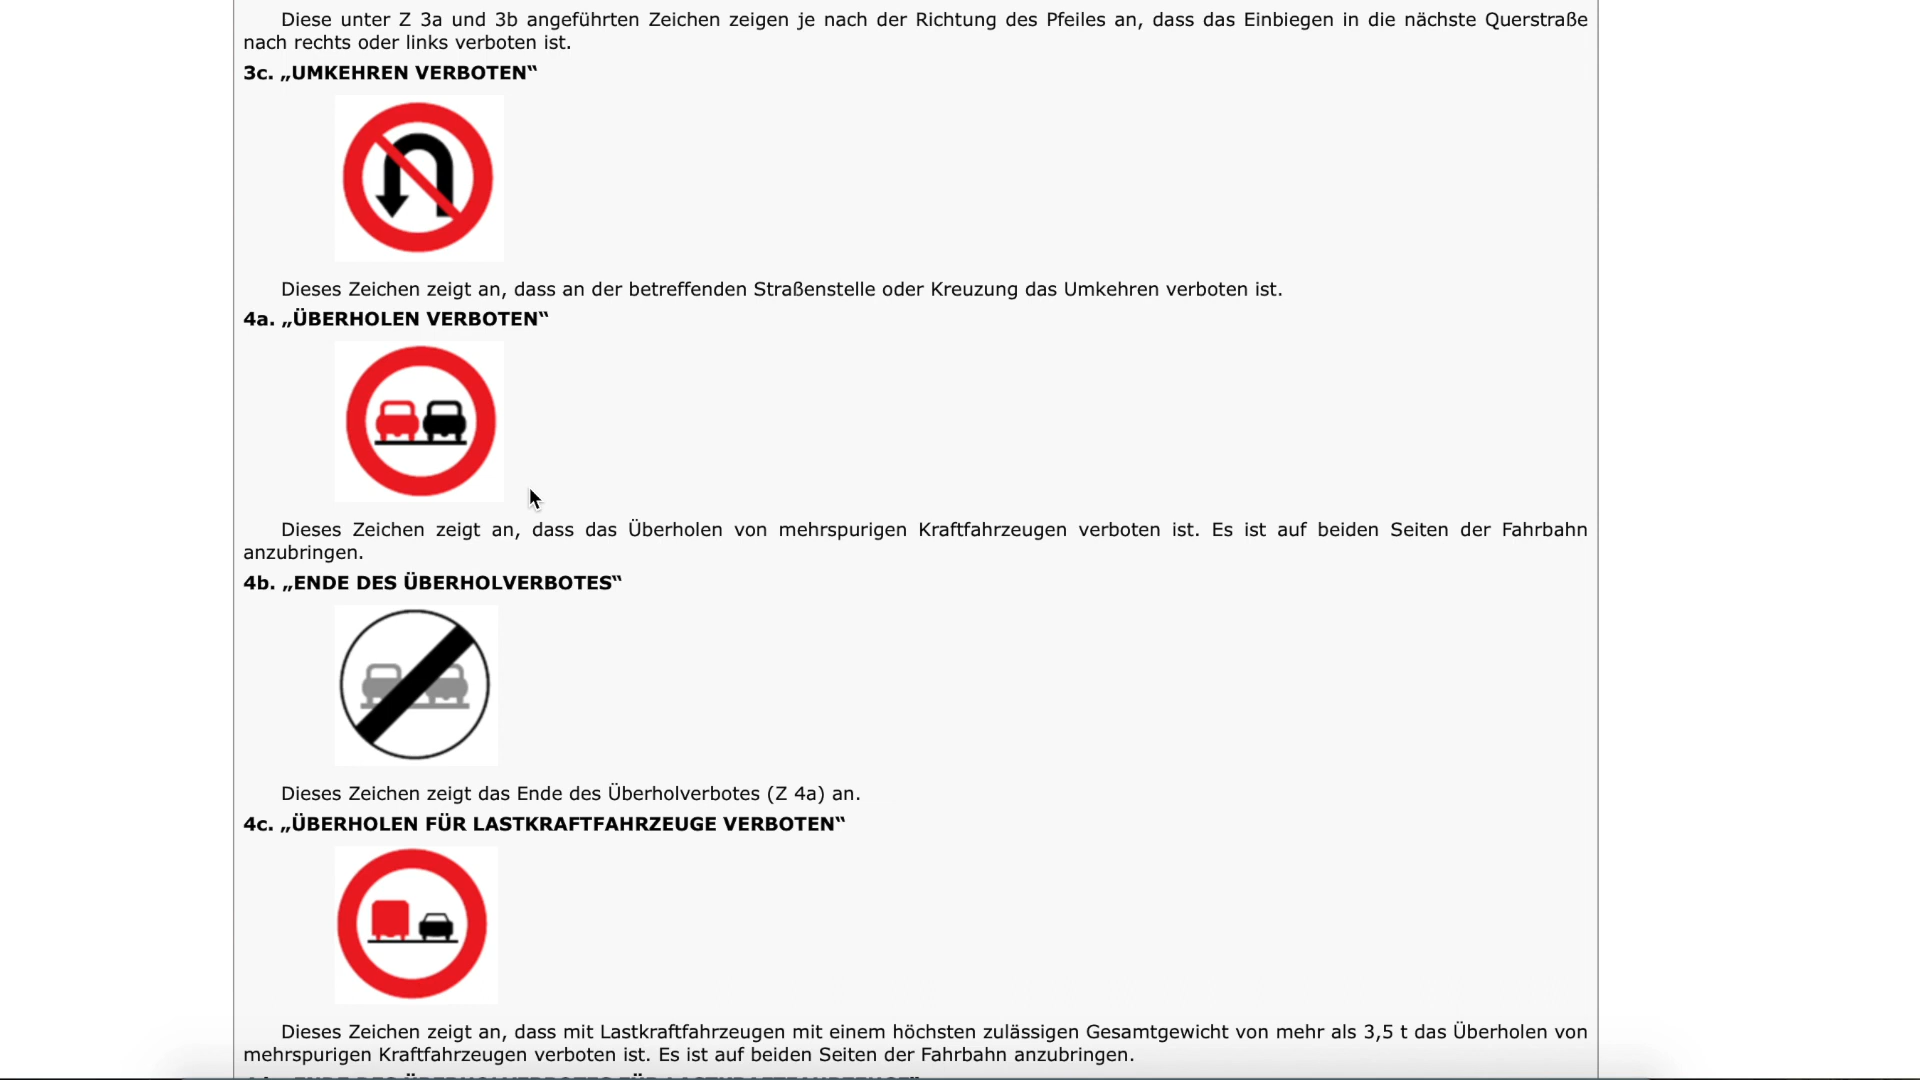 Diese unter Z 3a und 3b angeführten Zeichen zeigen je nach der Richtung des Pfeiles an, dass das Einbiegen in die nächste Querstraße
nach rechts oder links verboten ist.
3c. „UMKEHREN VERBOTEN“
Dieses Zeichen zeigt an, dass an der betreffenden Straßenstelle oder Kreuzung das Umkehren verboten ist.
4a. „ÜBERHOLEN VERBOTEN“
Dieses Zeichen zeigt an, dass das Überholen von mehrspurigen Kraftfahrzeugen verboten ist. Es ist auf beiden Seiten der Fahrbahn
anzubringen.
4b. „ENDE DES ÜBERHOLVERBOTES“
Dieses Zeichen zeigt das Ende des Überholverbotes (Z 4a) an.
4c. „ÜBERHOLEN FÜR LASTKRAFTFAHRZEUGE VERBOTEN“
Dieses Zeichen zeigt an, dass mit Lastkraftfahrzeugen mit einem höchsten zulässigen Gesamtgewicht von mehr als 3,5 t das Überholen von
mehrspurigen Kraftfahrzeugen verboten ist. Es ist auf beiden Seiten der Fahrbahn anzubringen.